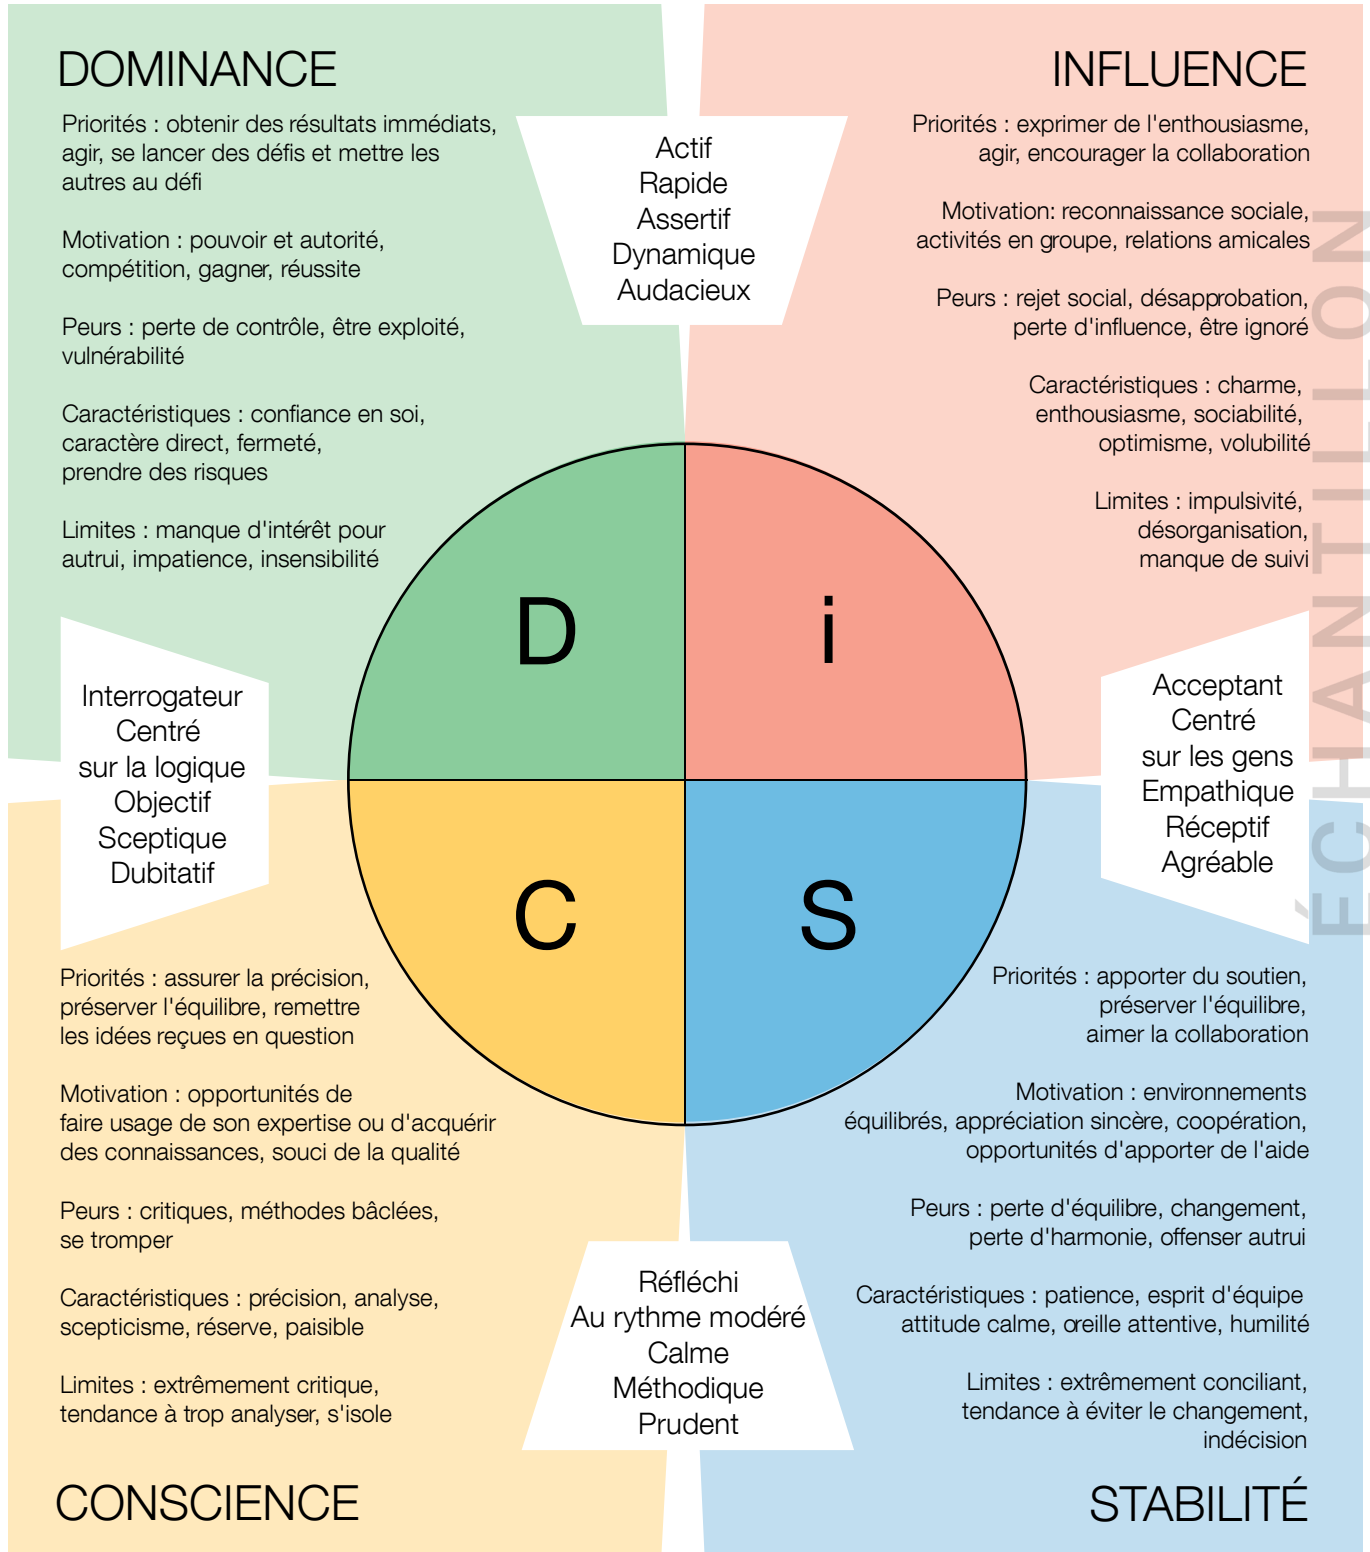 DOMINANCE
Priorités : obtenir des résultats immédiats,
agir, se lancer des défis et mettre les
autres au défi
Motivation : pouvoir et autorité,
compétition, gagner, réussite
Peurs : perte de contrôle, être exploité,
vulnérabilité
Caractéristiques : confiance en soi,
caractère direct, fermeté,
prendre des risques
Limites : manque d'intérêt pour
autrui, impatience, insensibilité
Actif
Rapide
Assertif
Dynamique
Audacieux
INFLUENCE
Priorités : exprimer de l'enthousiasme,
agir, encourager la collaboration
Motivation: reconnaissance sociale,
activités en groupe, relations amicales
Peurs : rejet social, désapprobation,
perte d'influence, être ignoré
Caractéristiques : charme,
enthousiasme, sociabilité,
optimisme, volubilité
Limites : impulsivité,
désorganisation,
manque de suivi
ÉCHANTILLON
D
i
Interrogateur
Centré
sur la logique
Objectif
Sceptique
Dubitatif
Acceptant
Centré
sur les gens
Empathique
Réceptif
Agréable
C
S
Priorités : assurer la précision,
préserver l'équilibre, remettre
les idées reçues en question
Motivation : opportunités de
faire usage de son expertise ou d'acquérir
des connaissances, souci de la qualité
Peurs : critiques, méthodes bâclées,
se tromper
Caractéristiques : précision, analyse,
scepticisme, réserve, paisible
Limites : extrêmement critique,
tendance à trop analyser, s'isole
CONSCIENCE
Réfléchi
Au rythme modéré
Calme
Méthodique
Prudent
Priorités : apporter du soutien,
préserver l'équilibre,
aimer la collaboration
Motivation : environnements
équilibrés, appréciation sincère, coopération,
opportunités d'apporter de l'aide
Peurs : perte d'équilibre, changement,
perte d'harmonie, offenser autrui
Caractéristiques : patience, esprit d'équipe
attitude calme, oreille attentive, humilité
Limites : extrêmement conciliant,
tendance à éviter le changement,
indécision
STABILITÉ